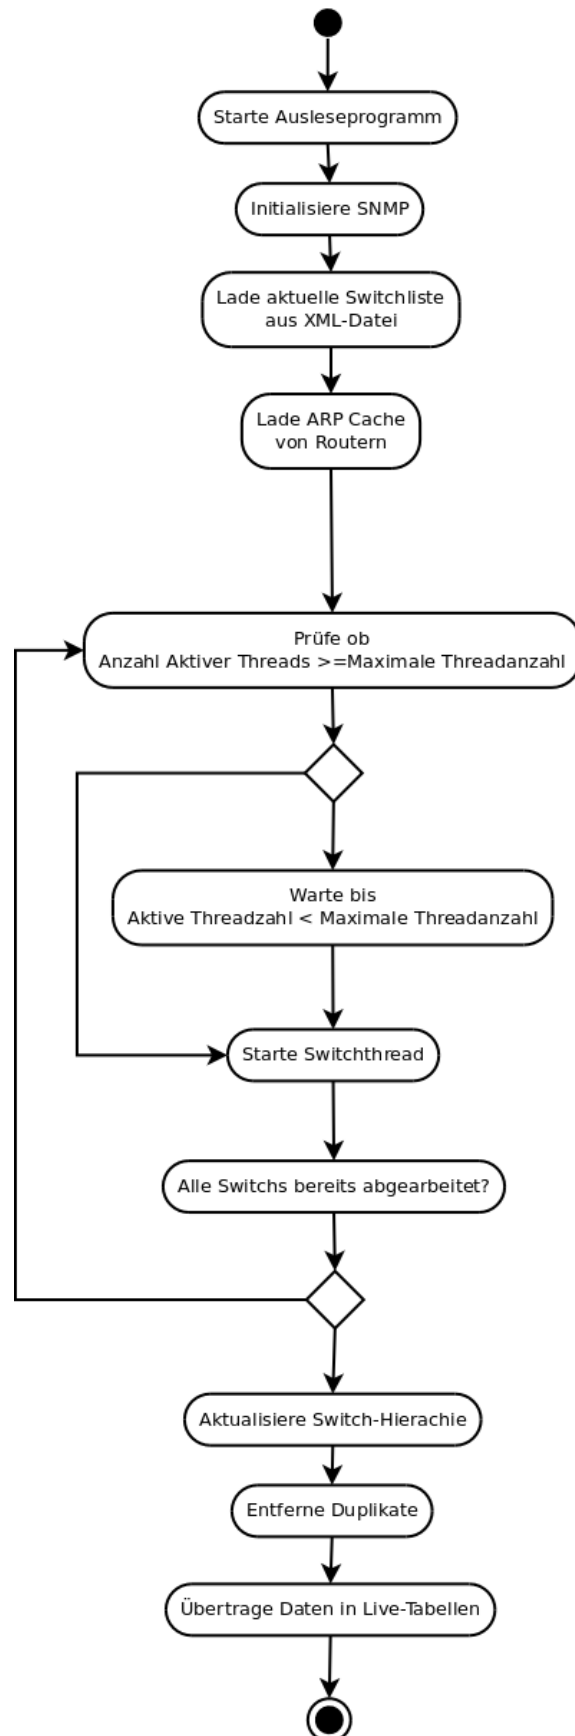 Starte Ausleseprogramm
Initialisiere SNMP
Lade aktuelle Switchliste
aus XML-Datei
Lade ARP Cache
von Routern
Prüfe ob
Anzahl Aktiver Threads >=Maximale Threadanzahl
Warte bis
Aktive Threadzahl < Maximale Threadanzahl
Starte Switchthread
Alle Switchs bereits abgearbeitet?
Aktualisiere Switch-Hierachie
Entferne Duplikate
Übertrage Daten in Live-Tabellen